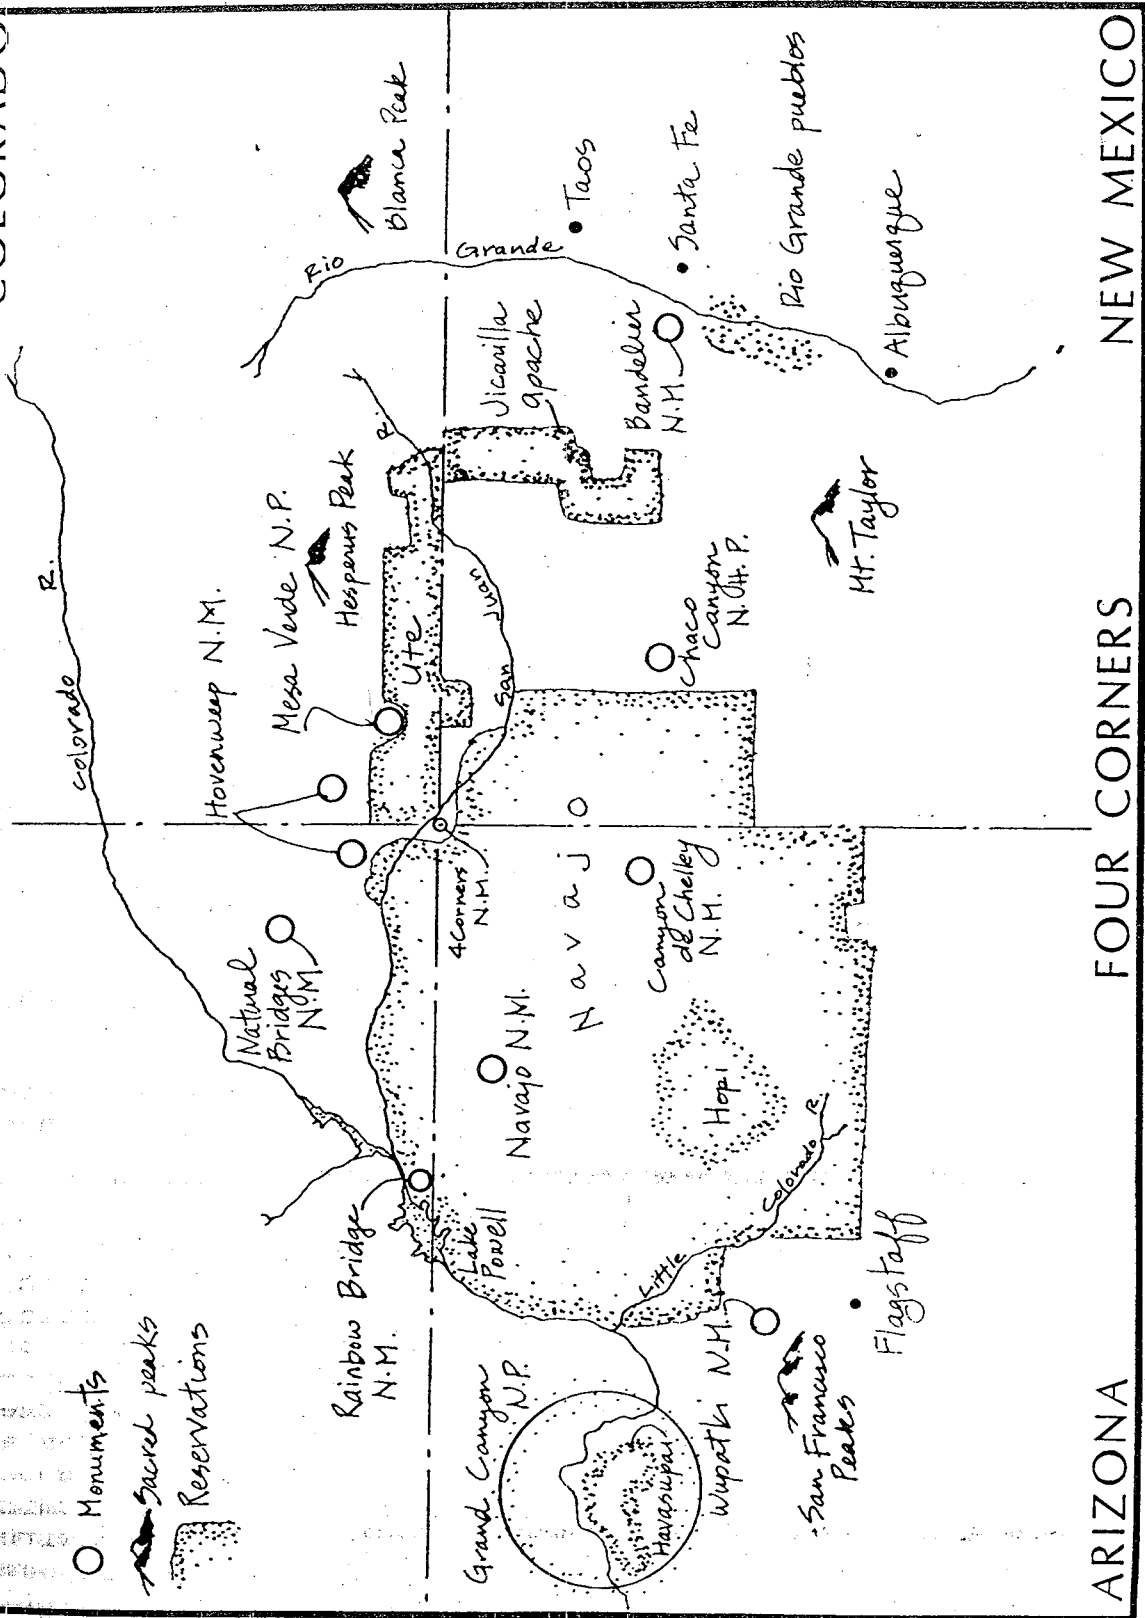 COLORADO
Monuments
Sacred peaks
Reservations
Colorado R.
Natural
Bridges
N.M.
Hovenweep N.M.
Mesa Verde N.P.
Hesperus Peak
Rio Grande
Blanca Peak
Rainbow Bridge
N.M.
Lake
Powell
4 Corners
N.M.
Ute
San Juan R.
Jicarilla
Apache
Taos
Santa Fe
Bandelier
N.M.
Rio Grande pueblos
Albuquerque
Grand Canyon
N.P.
Havasupai
Navajo N.M.
Navajo
Canyon
de Chelley
N.M.
Chaco
Canyon
N.H.P.
Mt. Taylor
Hopi
Little Colorado R.
Wupatki N.M.
San Francisco
Peaks
Flagstaff
ARIZONA
FOUR CORNERS
NEW MEXICO